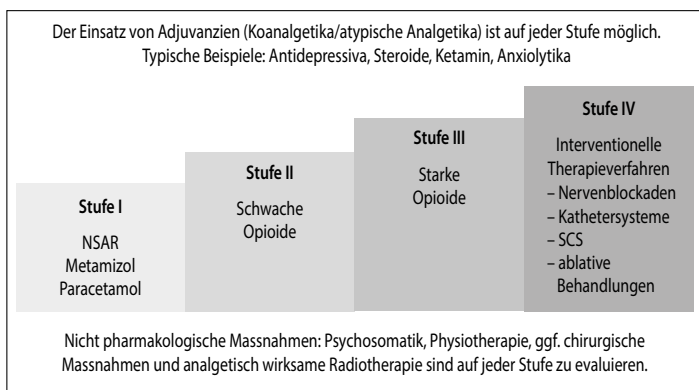 Der Einsatz von Adjuvanzien (Koanalgetika/atypische Analgetika) ist auf jeder Stufe möglich.
Typische Beispiele: Antidepressiva, Steroide, Ketamin, Anxiolytika
Stufe I
NSAR
Metamizol
Paracetamol
Stufe II
Schwache
Opioide
Stufe III
Starke
Opioide
Stufe IV
Interventionelle
Therapieverfahren
– Nervenblockaden
– Kathetersysteme
– SCS
– ablative
Behandlungen
Nicht pharmakologische Massnahmen: Psychosomatik, Physiotherapie, ggf. chirurgische
Massnahmen und analgetisch wirksame Radiotherapie sind auf jeder Stufe zu evaluieren.